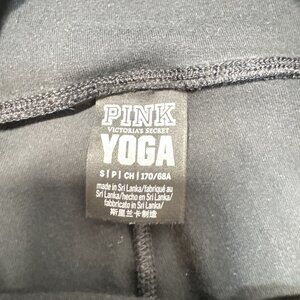 PINK
VICTORIA'S SECRET
YOGA
S | P | CH | 170/68A
made in Sri Lanka/fabriqué au
Sri Lanka/hecho en Sri Lanka/
fabbricato in Sri Lanka/
斯里兰卡制造